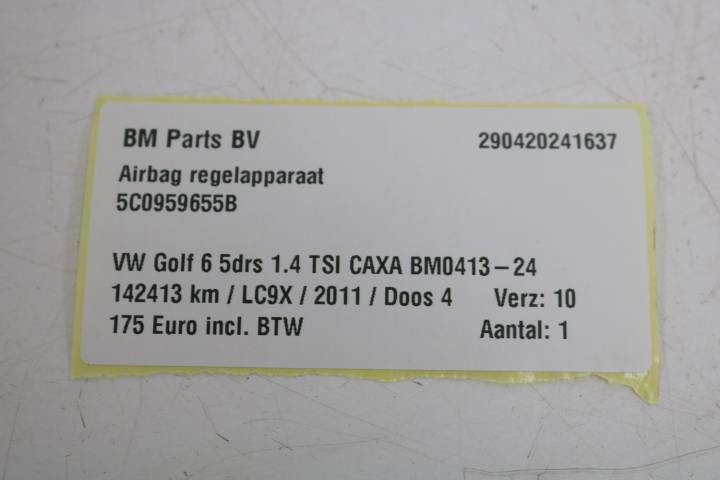 BM Parts BV 290420241637
Airbag regelapparaat
5C0959655B
VW Golf 6 5drs 1.4 TSI CAXA BM0413-24
142413 km / LC9X / 2011 / Doos 4 Verz: 10
175 Euro incl. BTW Aantal: 1